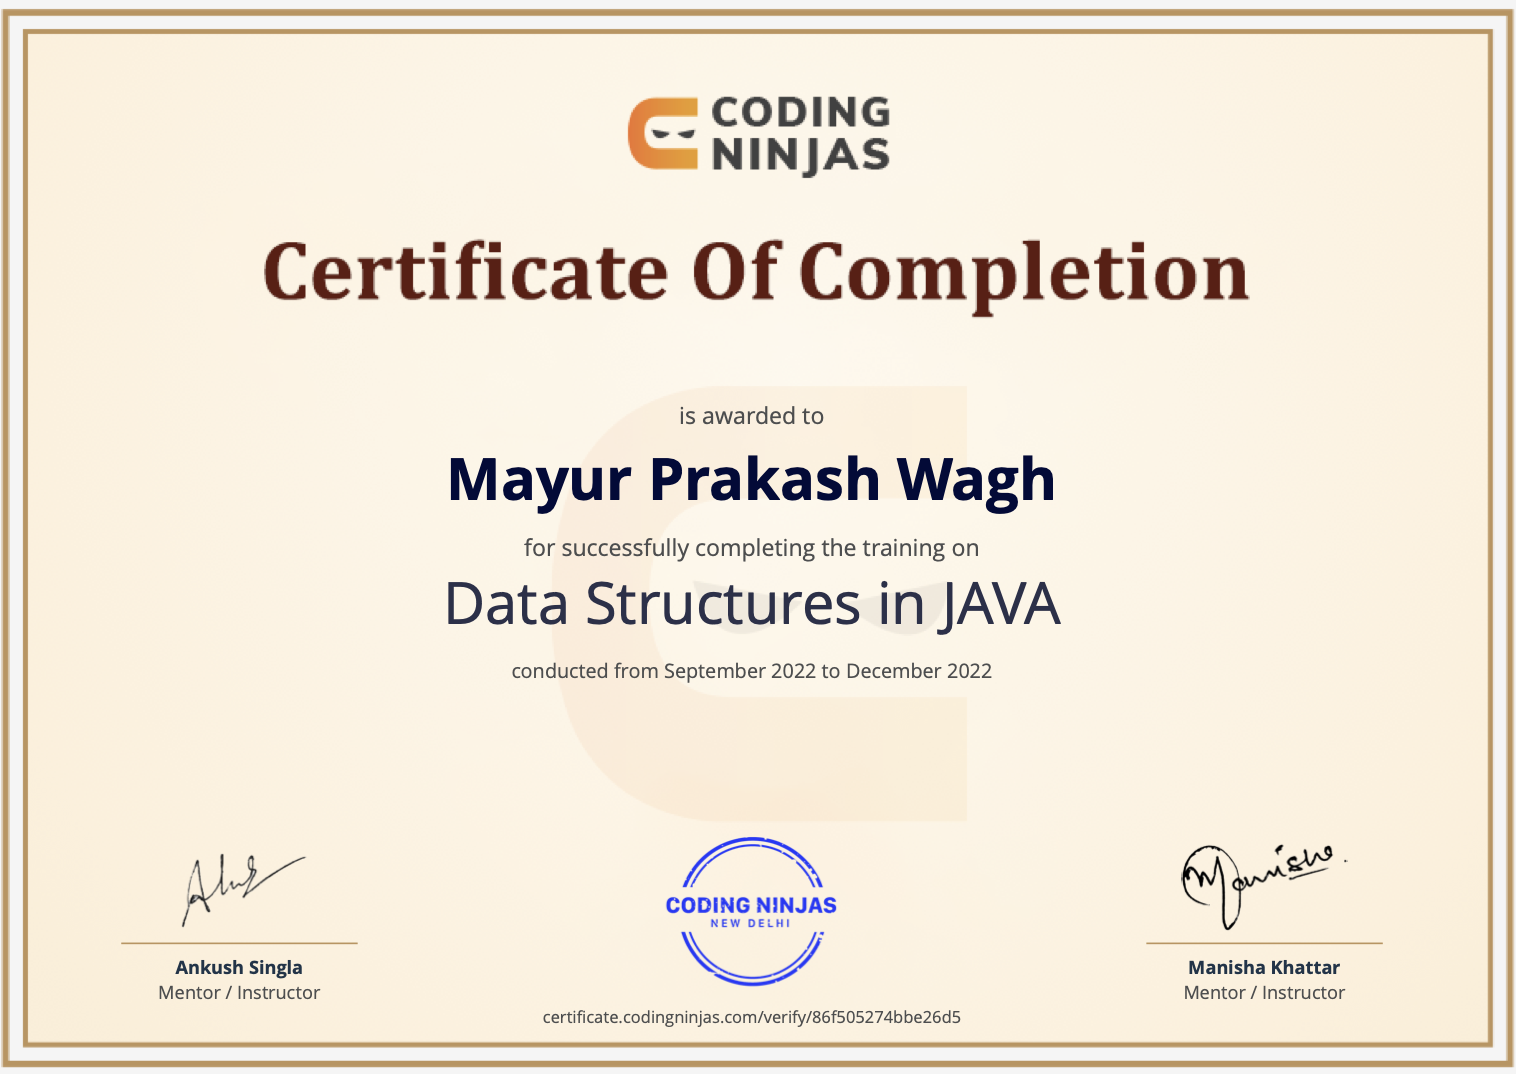 CODING
NINJAS
Certificate Of Completion
is awarded to
Mayur Prakash Wagh
for successfully completing the training on
Data Structures in JAVA
conducted from September 2022 to December 2022
Manisha.
CODING NINJAS
NEW DELHI
Ankush Singla
Mentor / Instructor
Manisha Khattar
Mentor / Instructor
certificate.codingninjas.com/verify/86f505274bbe26d5